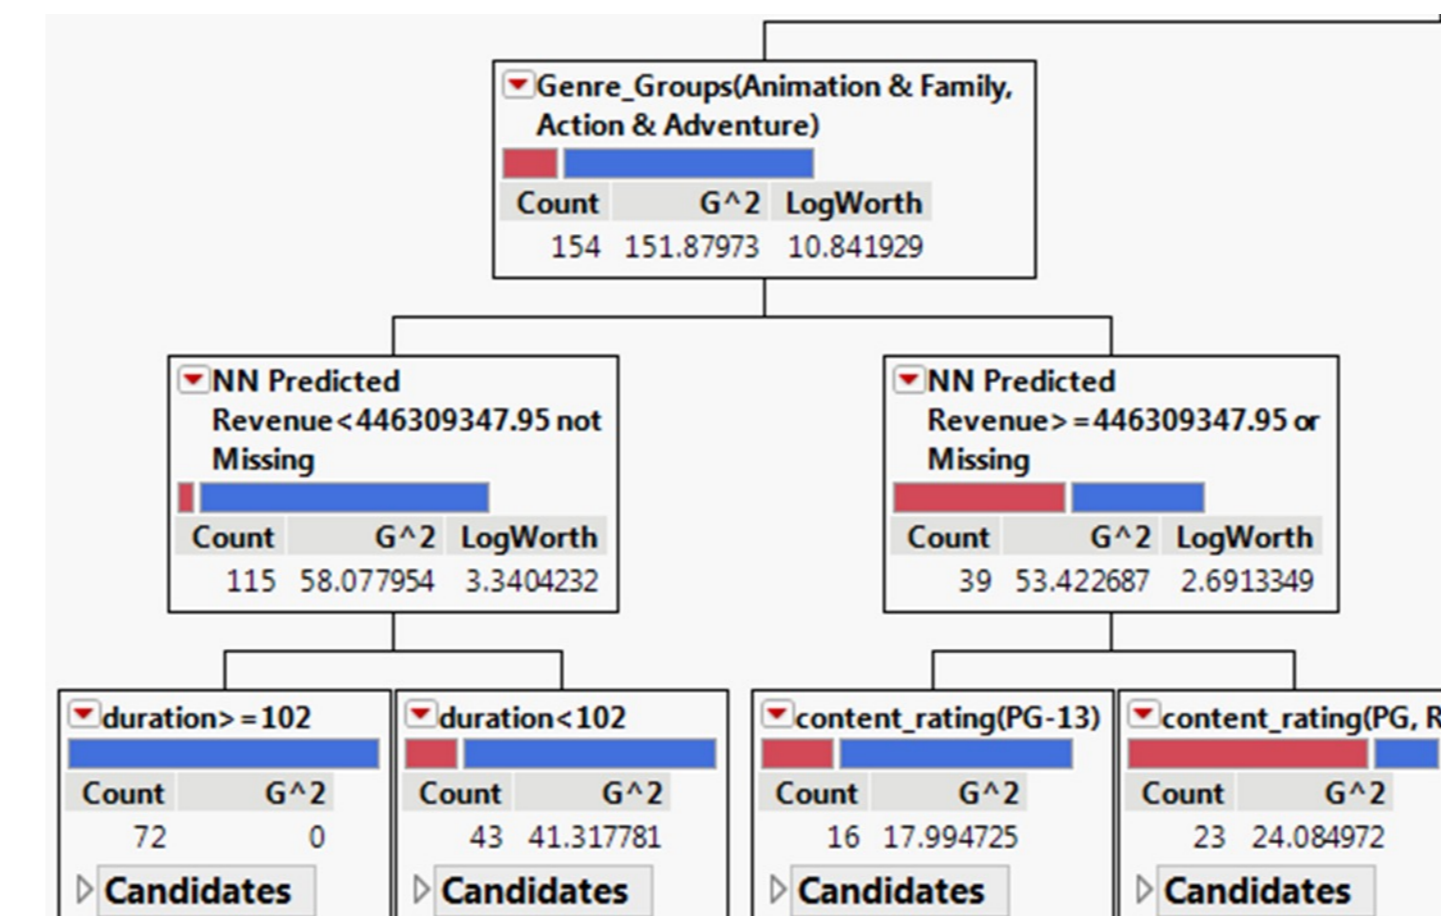 Genre_Groups(Animation & Family,
Action & Adventure)
Count G^2 LogWorth
154 151.87973 10.841929
NN Predicted
Revenue<446309347.95 not
Missing
Count G^2 LogWorth
115 58.077954 3.3404232
NN Predicted
Revenue>=446309347.95 or
Missing
Count G^2 LogWorth
39 53.422687 2.6913349
duration>=102
Count G^2
72 0
Candidates
duration<102
Count G^2
43 41.317781
Candidates
content_rating(PG-13)
Count G^2
16 17.994725
Candidates
content_rating(PG, R
Count G^2
23 24.084972
Candidates